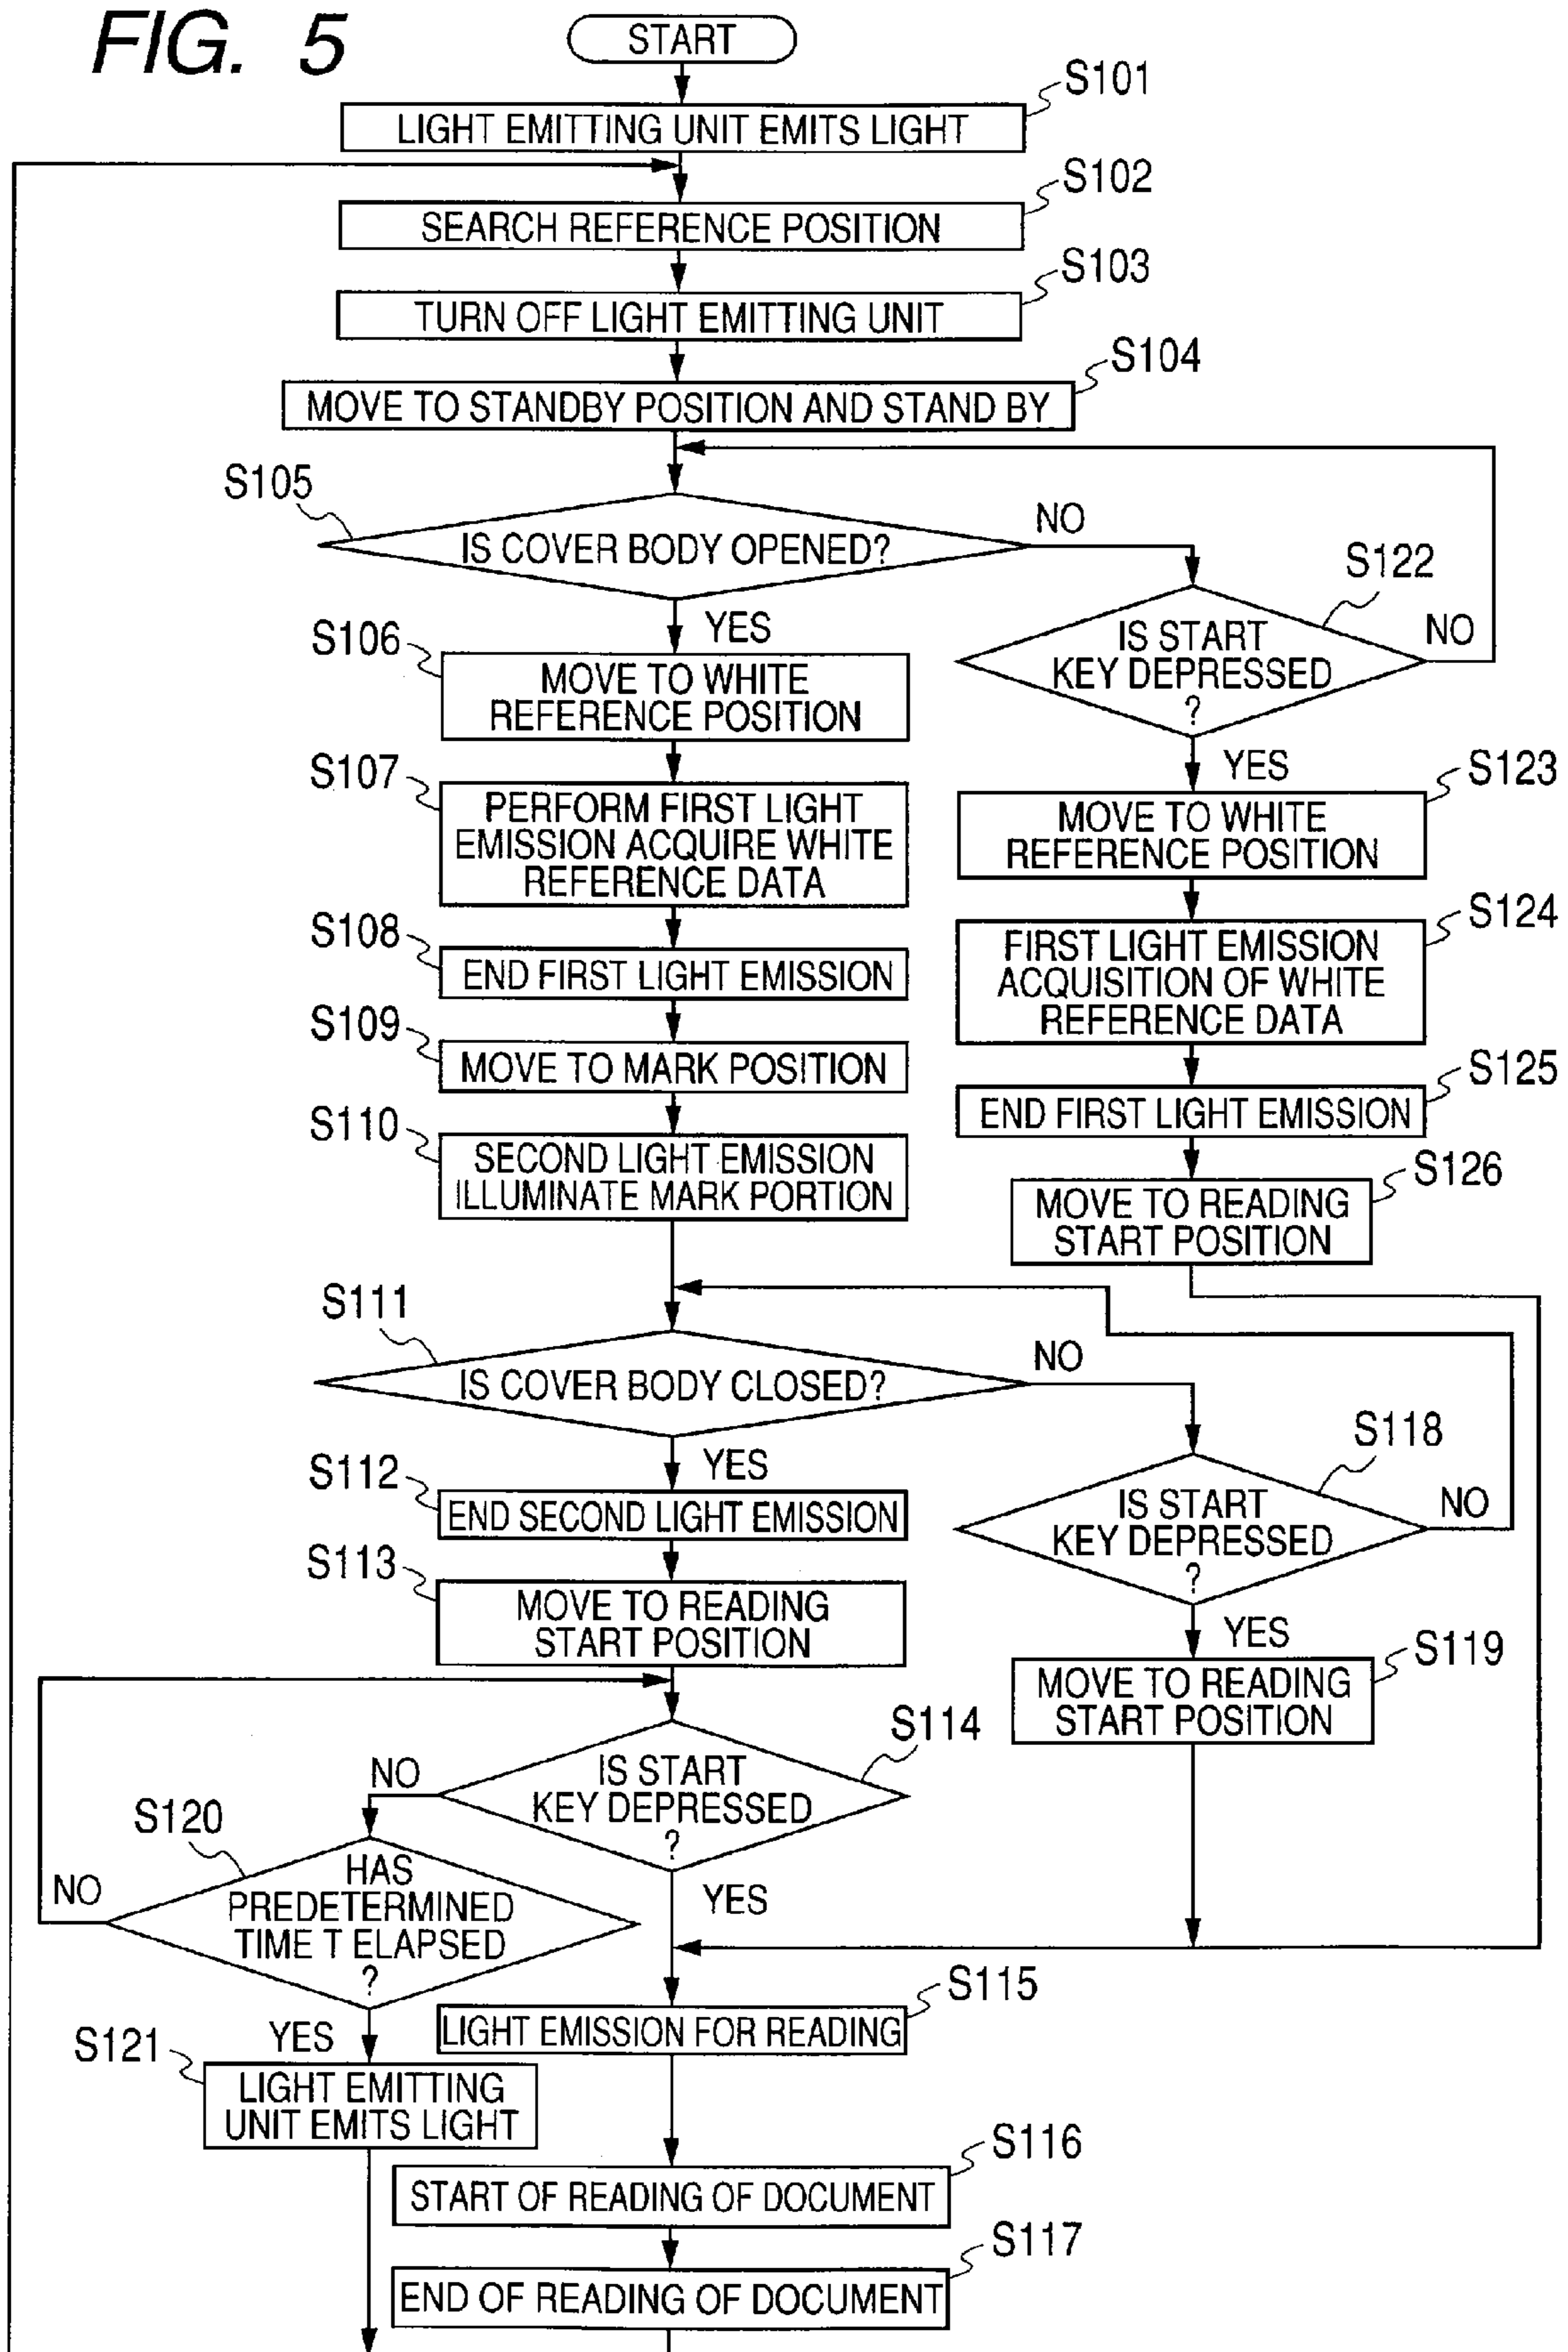 FIG. 5
START
S101
LIGHT EMITTING UNIT EMITS LIGHT
S102
SEARCH REFERENCE POSITION
S103
TURN OFF LIGHT EMITTING UNIT
S104
MOVE TO STANDBY POSITION AND STAND BY
S105
IS COVER BODY OPENED?
NO
YES
S122
IS START
KEY DEPRESSED
?
NO
YES
S106
MOVE TO WHITE
REFERENCE POSITION
S107
PERFORM FIRST LIGHT
EMISSION ACQUIRE WHITE
REFERENCE DATA
S108
END FIRST LIGHT EMISSION
S109
MOVE TO MARK POSITION
S110
SECOND LIGHT EMISSION
ILLUMINATE MARK PORTION
S123
MOVE TO WHITE
REFERENCE POSITION
S124
FIRST LIGHT EMISSION
ACQUISITION OF WHITE
REFERENCE DATA
S125
END FIRST LIGHT EMISSION
S126
MOVE TO READING
START POSITION
S111
IS COVER BODY CLOSED?
NO
YES
S118
IS START
KEY DEPRESSED
?
NO
YES
S112
END SECOND LIGHT EMISSION
S113
MOVE TO READING
START POSITION
S119
MOVE TO READING
START POSITION
S114
IS START
KEY DEPRESSED
?
NO
YES
S120
HAS
PREDETERMINED
TIME T ELAPSED
?
NO
YES
S115
LIGHT EMISSION FOR READING
S121
LIGHT EMITTING
UNIT EMITS LIGHT
S116
START OF READING OF DOCUMENT
S117
END OF READING OF DOCUMENT